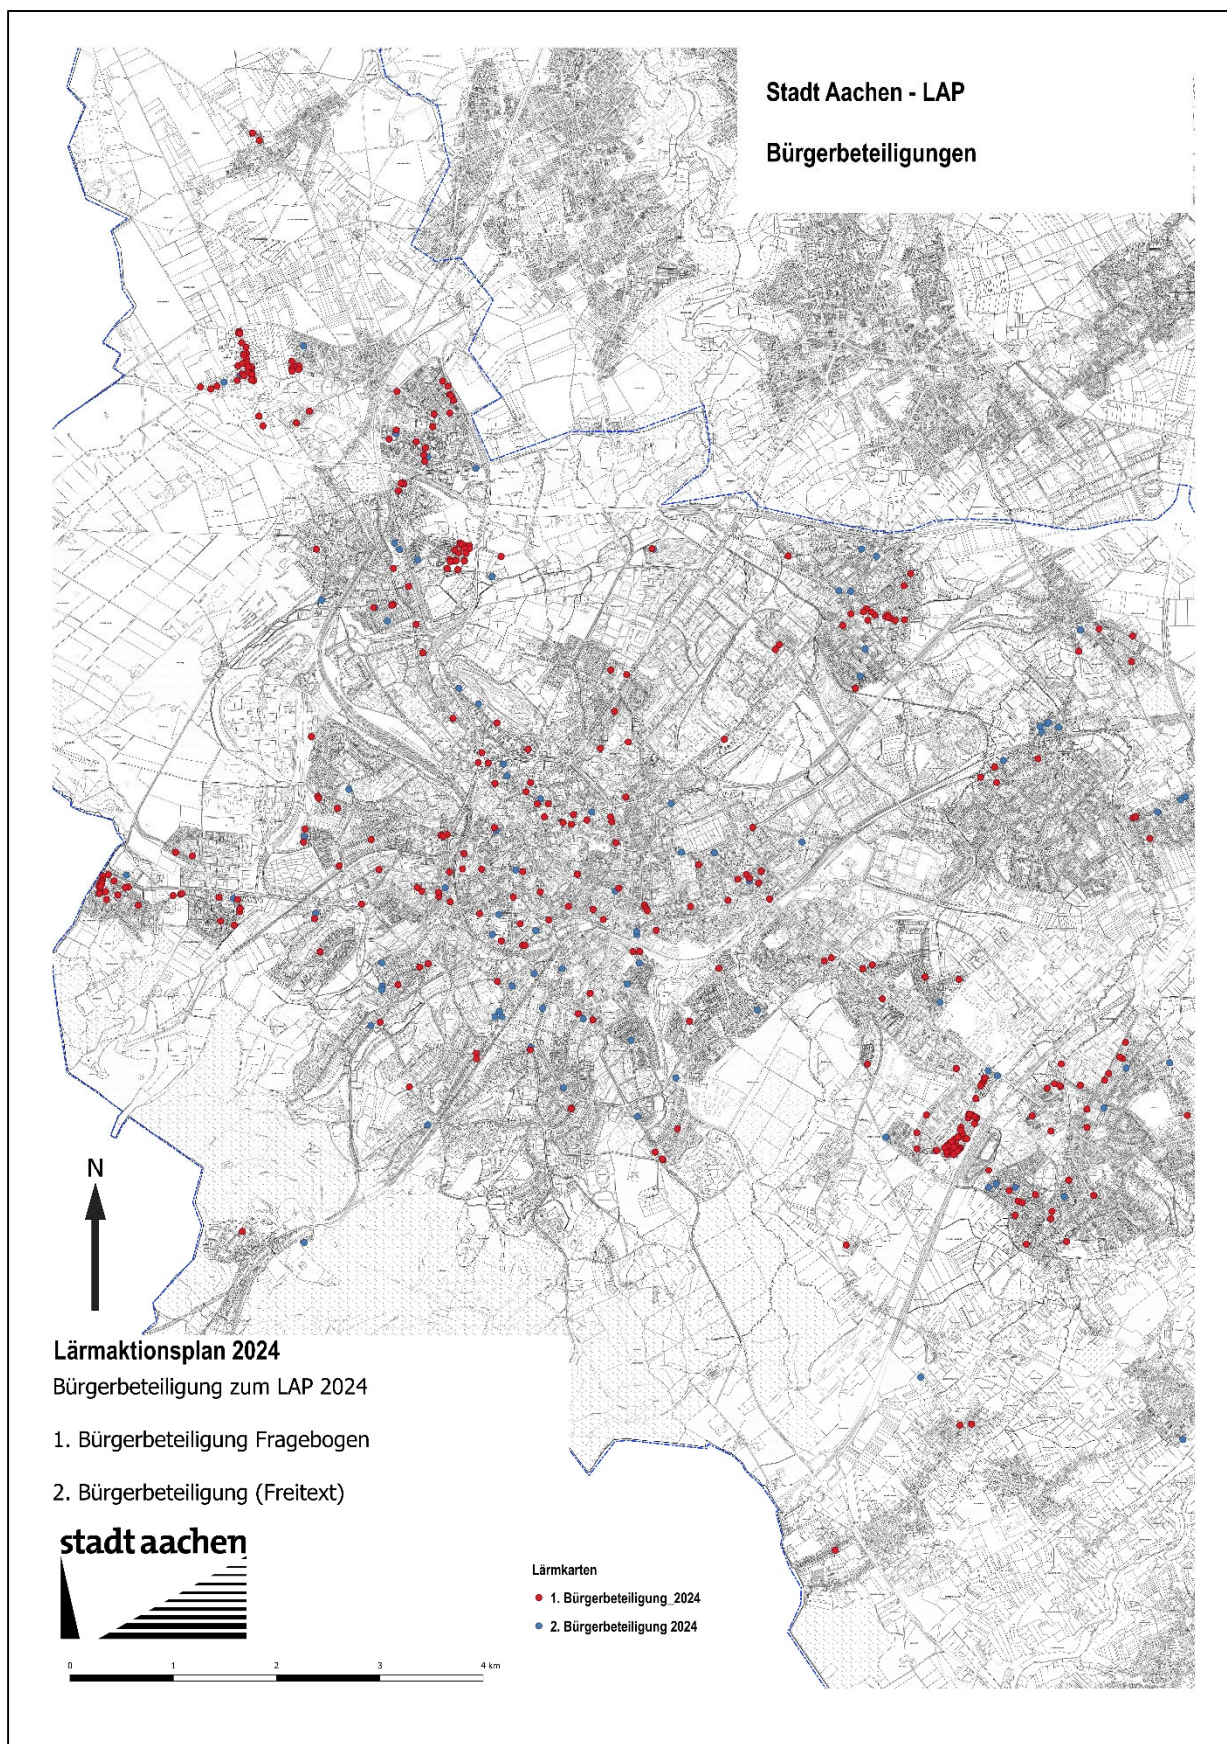 Stadt Aachen - LAP
Bürgerbeteiligungen
N
Lärmaktionsplan 2024
Bürgerbeteiligung zum LAP 2024
1. Bürgerbeteiligung Fragebogen
2. Bürgerbeteiligung (Freitext)
stadt aachen
Lärmkarten
1. Bürgerbeteiligung_2024
2. Bürgerbeteiligung 2024
0 1 2 3 4 km